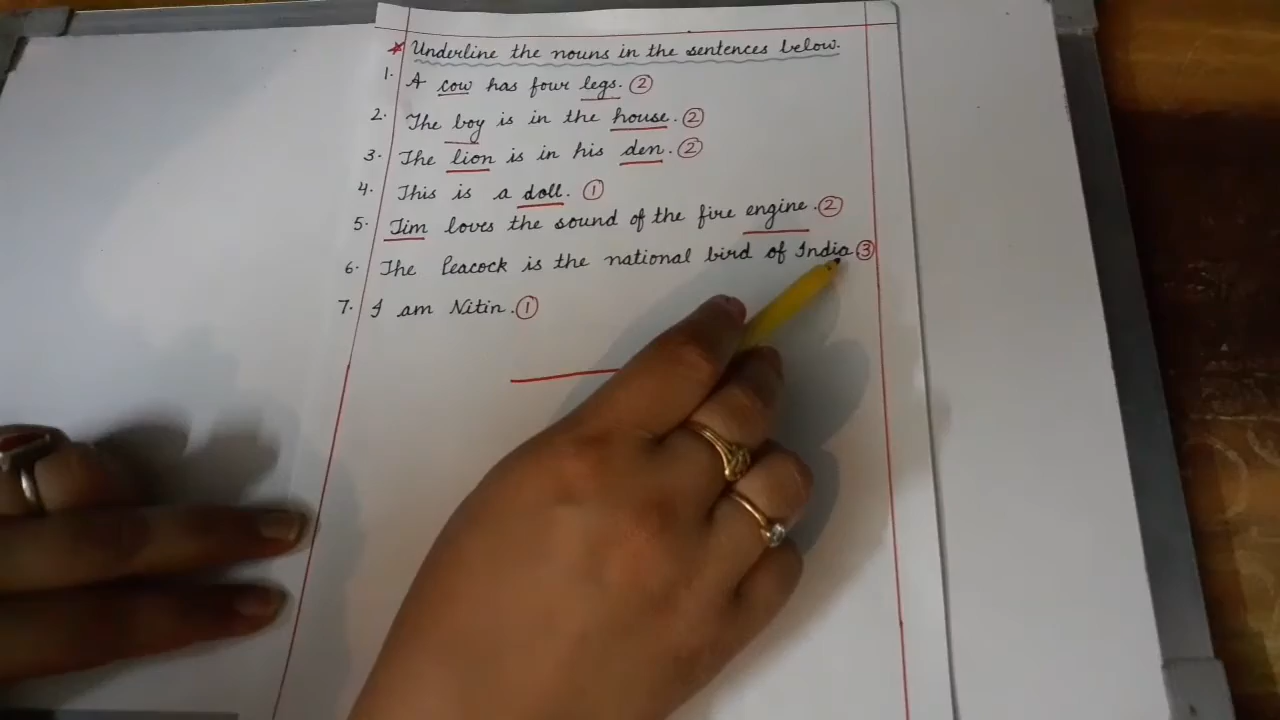 * Underline the nouns in the sentences below.
1. A cow has four legs. ②
2. The boy is in the house. ②
3. The lion is in his den. ②
4. This is a doll. ①
5. Jim loves the sound of the fire engine. ②
6. The Peacock is the national bird of India ③
7. I am Nitin. ①